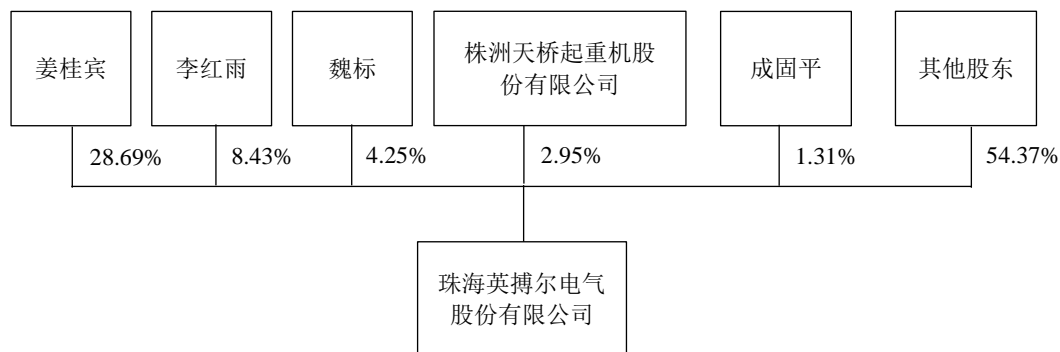 姜桂宾
李红雨
魏标
株洲天桥起重机股
份有限公司
成固平
其他股东
28.69%
8.43%
4.25%
2.95%
1.31%
54.37%
珠海英搏尔电气
股份有限公司